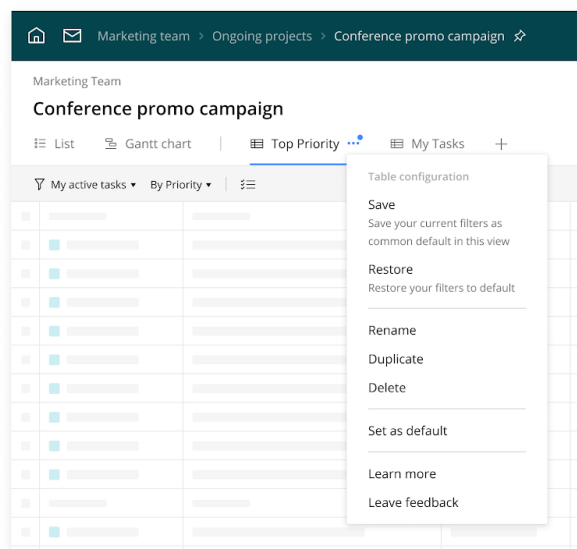 Marketing team > Ongoing projects > Conference promo campaign
Marketing Team
Conference promo campaign
List Gantt chart Top Priority ••• My Tasks +
My active tasks By Priority
Table configuration
Save
Save your current filters as
common default in this view
Restore
Restore your filters to default
Rename
Duplicate
Delete
Set as default
Learn more
Leave feedback